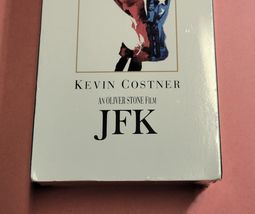 KEVIN COSTNER
AN OLIVER STONE FILM
JFK